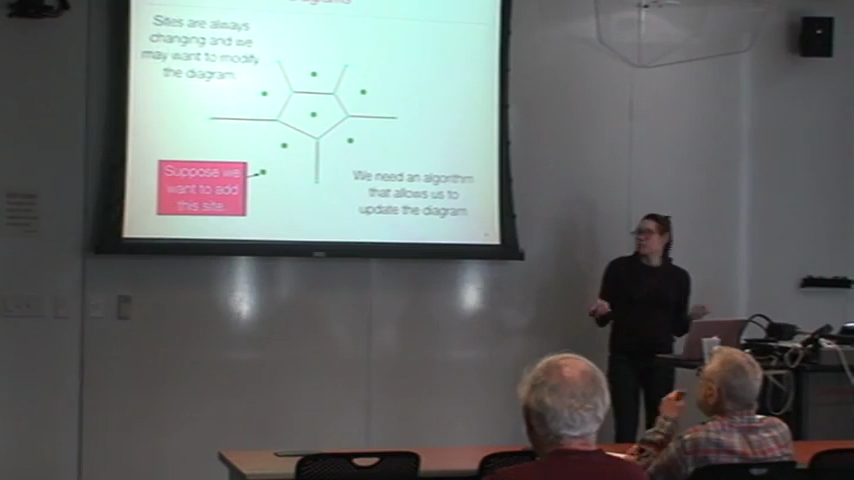 Sites are always
changing and we
may want to modify
the diagram.
Suppose we
want to add
this site.
We need an algorithm
that allows us to
update the diagram